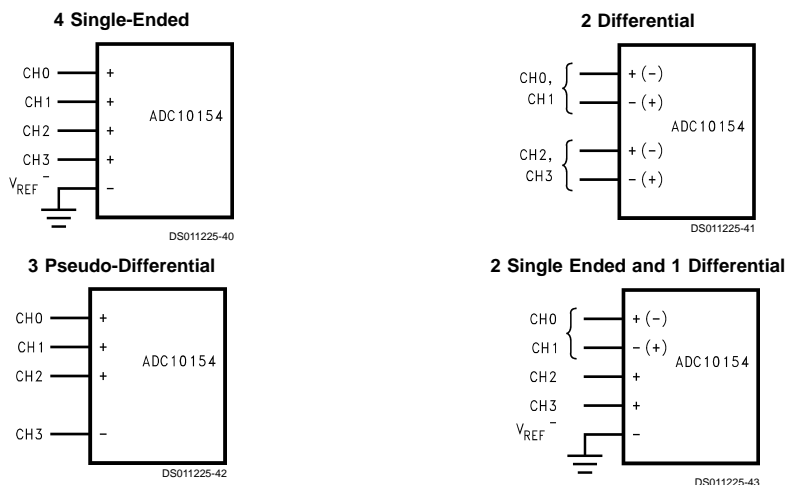 4 Single-Ended
CH0 +
CH1 +
ADC10154
CH2 +
CH3 +
VREF− −
DS011225-40
2 Differential
CH0, CH1
+ (−)
− (+)
ADC10154
CH2, CH3
+ (−)
− (+)
DS011225-41
3 Pseudo-Differential
CH0 +
CH1 +
ADC10154
CH2 +
CH3 −
DS011225-42
2 Single Ended and 1 Differential
CH0 + (−)
CH1 − (+)
ADC10154
CH2 +
CH3 +
VREF− −
DS011225-43